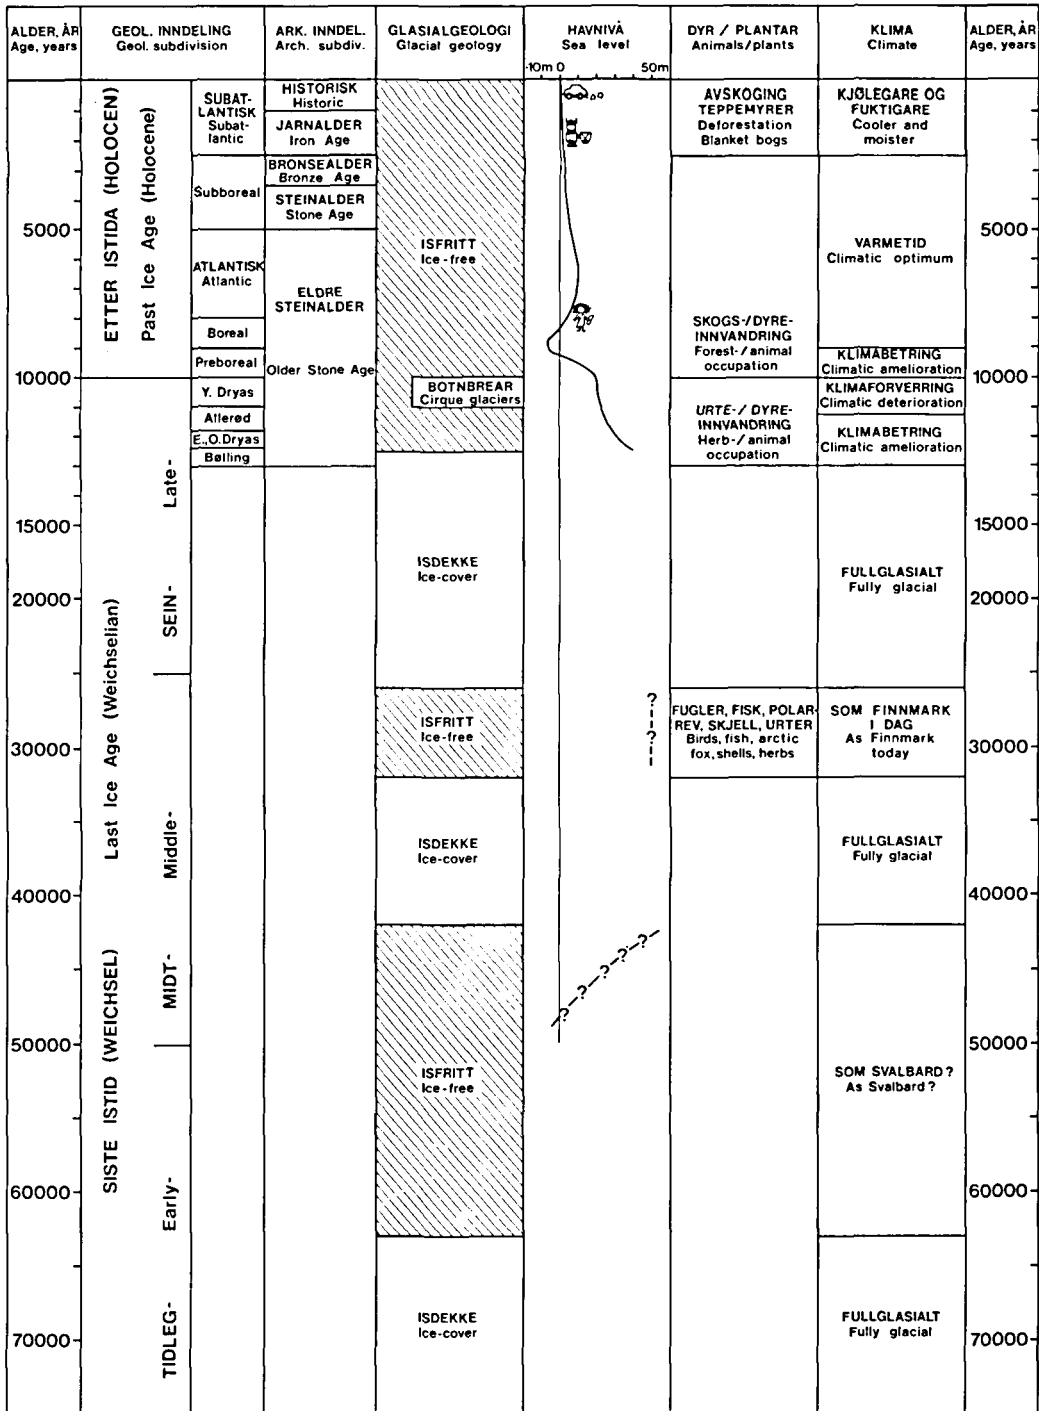 ALDER, ÅR
Age, years
GEOL. INNDELING
Geol. subdivision
ARK. INNDEL.
Arch. subdiv.
GLASIALGEOLOGI
Glacial geology
HAVNIVÅ
Sea level
-10m 0 50m
DYR / PLANTAR
Animals/plants
KLIMA
Climate
ALDER, ÅR
Age, years
5000
10000
15000
20000
30000
40000
50000
60000
70000
ETTER ISTIDA (HOLOCEN)
Past Ice Age (Holocene)
SISTE ISTID (WEICHSEL)
Last Ice Age (Weichselian)
Late-
SEIN-
Middle-
MIDT-
Early-
TIDLEG-
SUBAT-
LANTISK
Subat-
lantic
Subboreal
ATLANTISK
Atlantic
Boreal
Preboreal
Y. Dryas
Allerød
E.,O.Dryas
Bølling
HISTORISK
Historic
JARNALDER
Iron Age
BRONSEALDER
Bronze Age
STEINALDER
Stone Age
ELDRE
STEINALDER
Older Stone Age
ISFRITT
Ice-free
BOTNBREAR
Cirque glaciers
ISDEKKE
Ice-cover
ISFRITT
Ice-free
ISDEKKE
Ice-cover
ISFRITT
Ice-free
ISDEKKE
Ice-cover
?
?
?
?
?
?
?
AVSKOGING
TEPPEMYRER
Deforestation
Blanket bogs
SKOGS-/DYRE-
INNVANDRING
Forest-/animal
occupation
URTE-/DYRE-
INNVANDRING
Herb-/animal
occupation
FUGLER, FISK, POLAR-
REV, SKJELL, URTER
Birds, fish, arctic
fox, shells, herbs
KJØLEGARE OG
FUKTIGARE
Cooler and
moister
VARMETID
Climatic optimum
KLIMABETRING
Climatic amelioration
KLIMAFORVERRING
Climatic deterioration
KLIMABETRING
Climatic amelioration
FULLGLASIALT
Fully glacial
SOM FINNMARK
I DAG
As Finnmark
today
FULLGLASIALT
Fully glacial
SOM SVALBARD?
As Svalbard?
FULLGLASIALT
Fully glacial
5000
10000
15000
20000
30000
40000
50000
60000
70000